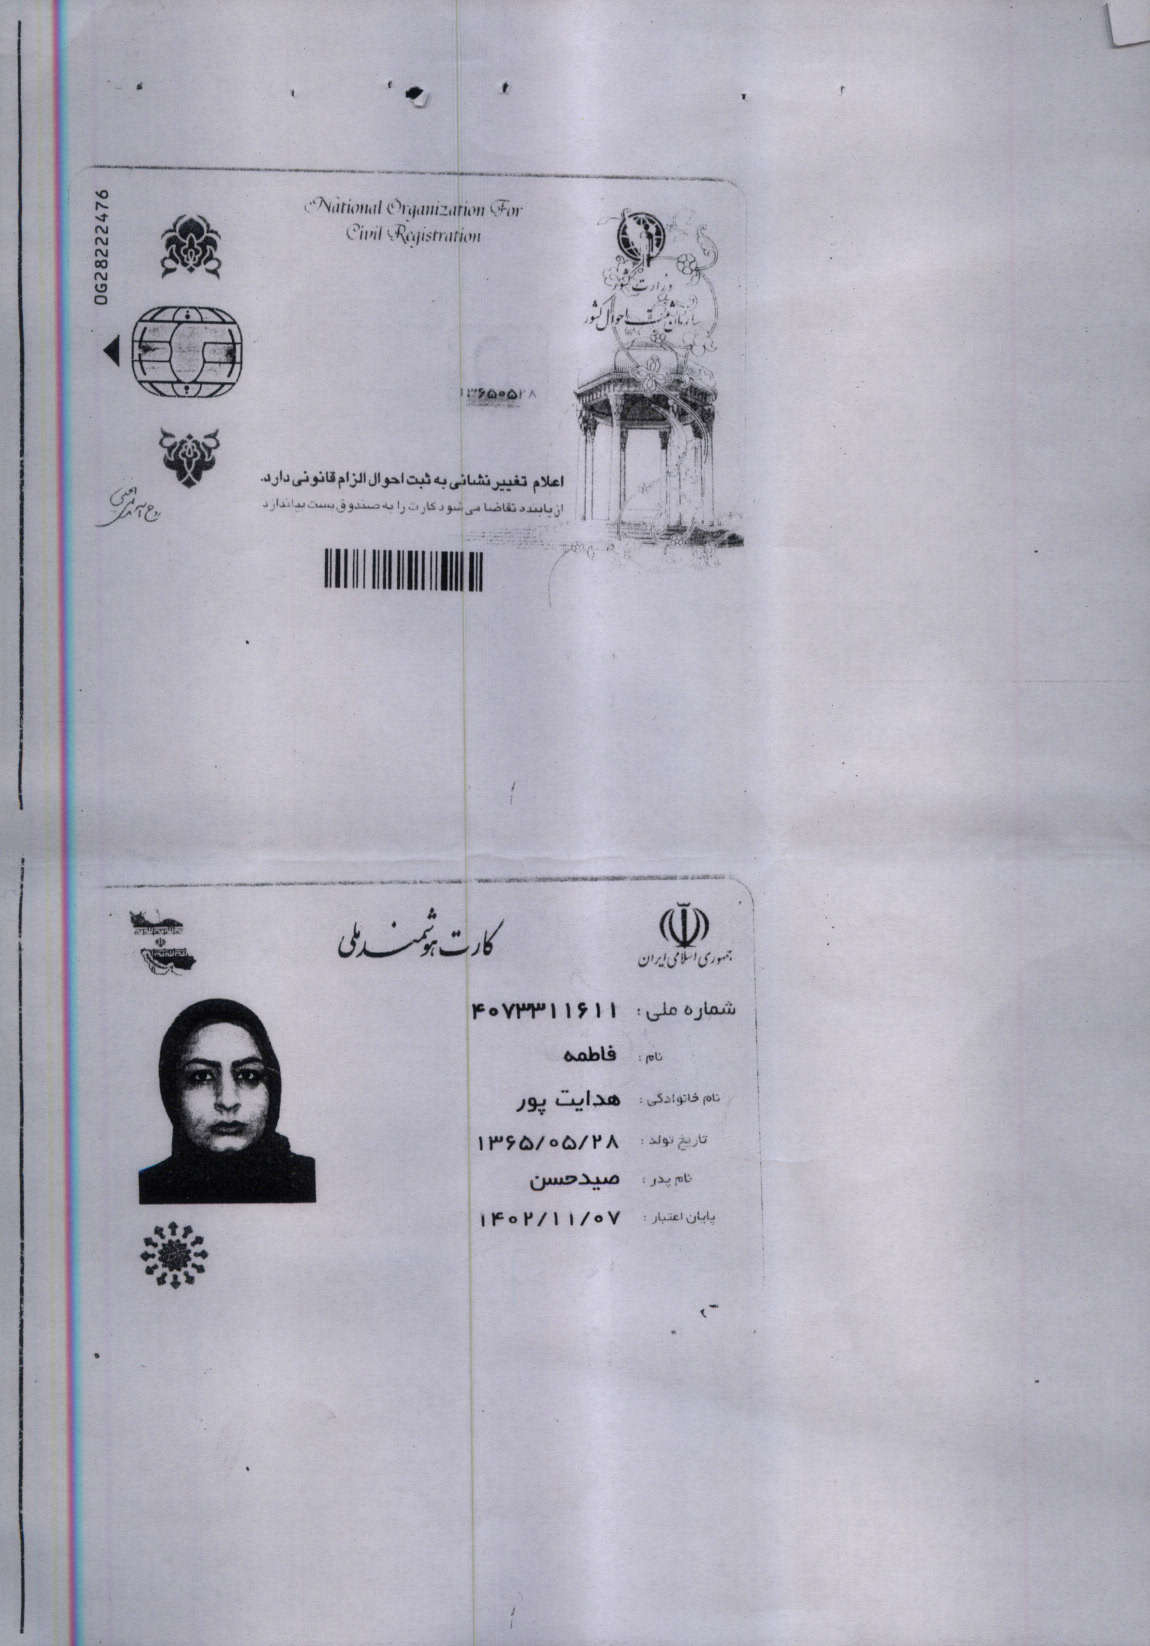 OG28222476
National Organization For
Civil Registration
وزارت کشور
سازمان ثبت احوال کشور
۱۳۶۵۰۵۲۸
اعلام تغییر نشانی به ثبت احوال الزام قانونی دارد.
از یابنده تقاضا می شود کارت را به صندوق پست بیاندازد
کارت هوشمند ملی
جمهوری اسلامی ایران
شماره ملی : ۴۰۷۳۳۱۱۶۱۱
نام : فاطمه
نام خانوادگی : هدایت پور
تاریخ تولد : ۱۳۶۵/۰۵/۲۸
نام پدر : صیدحسن
پایان اعتبار : ۱۴۰۲/۱۱/۰۷